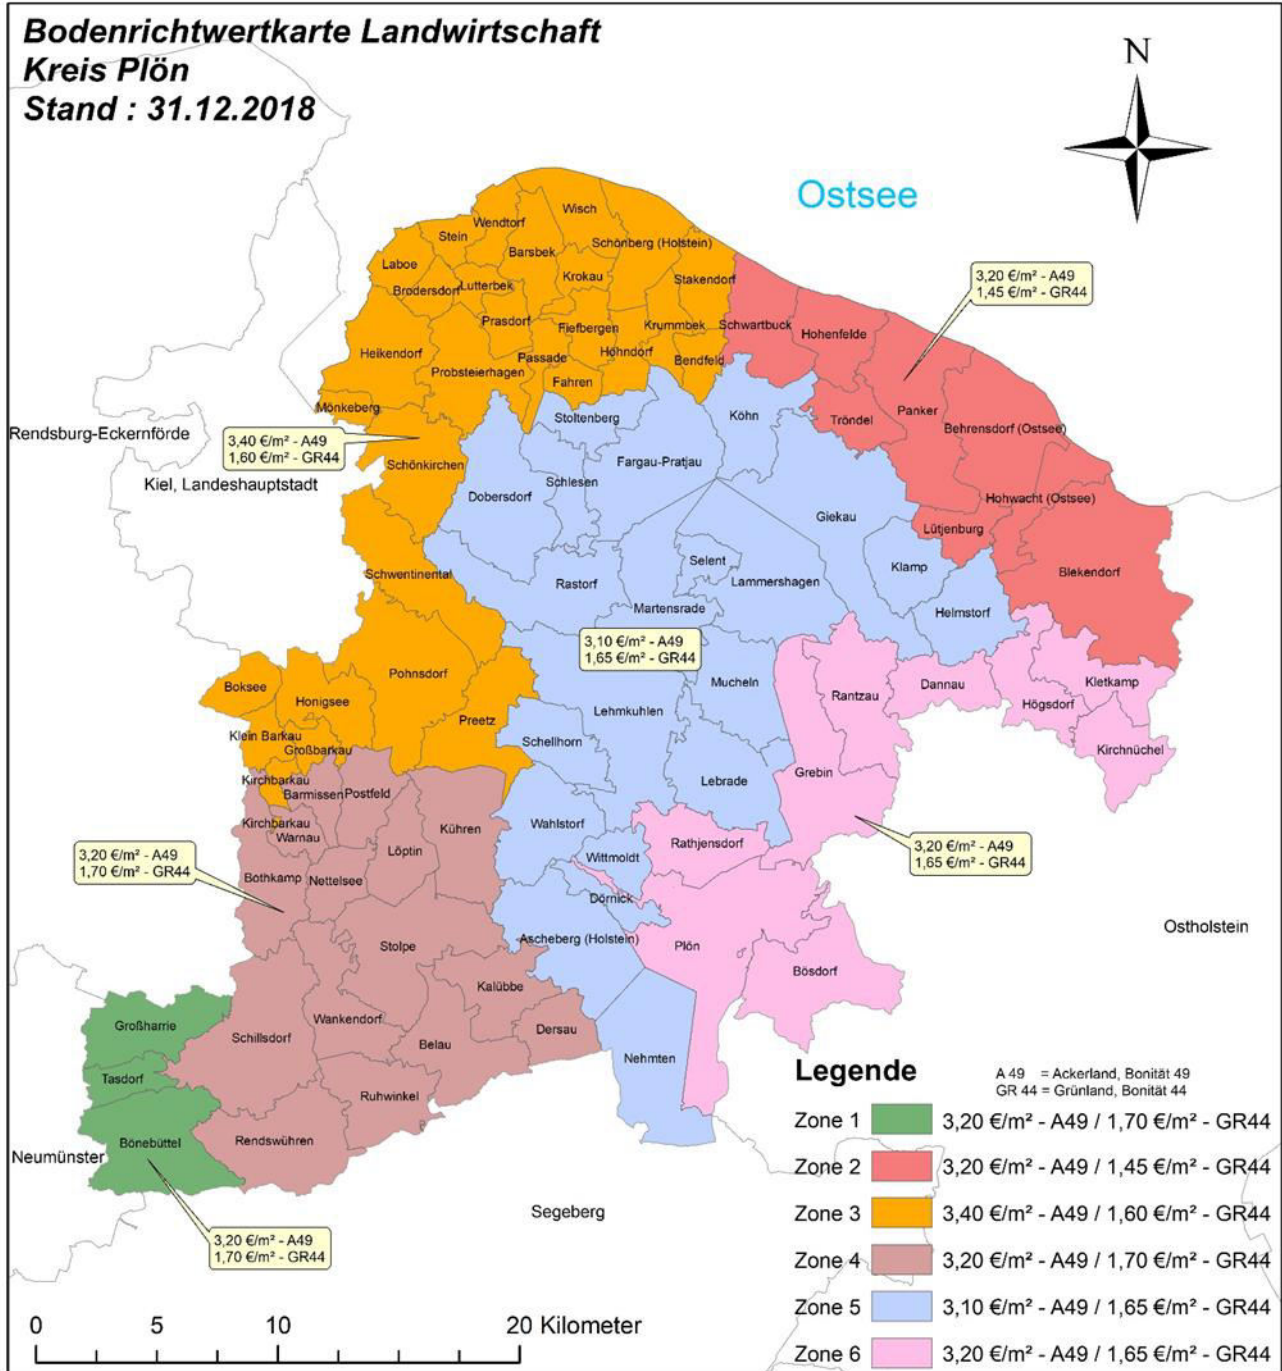 Bodenrichtwertkarte Landwirtschaft
Kreis Plön
Stand : 31.12.2018
N
Ostsee
Wisch
Wendtorf
Stein
Schönberg (Holstein)
Barsbek
Laboe
Krokau
Stakendorf
Lutterbek
Brodersdorf
3,20 €/m² - A49
1,45 €/m² - GR44
Prasdorf
Fiefbergen
Krummbek
Schwartbuck
Hohenfelde
Heikendorf
Höhndorf
Passade
Bendfeld
Probsteierhagen
Fahren
Mönkeberg
Stoltenberg
Köhn
Tröndel
Panker
Behrensdorf (Ostsee)
Rendsburg-Eckernförde
3,40 €/m² - A49
1,60 €/m² - GR44
Schönkirchen
Fargau-Pratjau
Kiel, Landeshauptstadt
Schlesen
Dobersdorf
Hohwacht (Ostsee)
Giekau
Lütjenburg
Selent
Klamp
Blekendorf
Schwentinental
Rastorf
Lammershagen
Martensrade
Helmstorf
3,10 €/m² - A49
1,65 €/m² - GR44
Pohnsdorf
Boksee
Honigsee
Mucheln
Rantzau
Dannau
Kletkamp
Högsdorf
Lehmkuhlen
Preetz
Klein Barkau
Großbarkau
Schellhorn
Kirchnüchel
Grebin
Kirchbarkau
Lebrade
Barmissen
Postfeld
Kirchbarkau
Warnau
Kühren
Wahlstorf
Rathjensdorf
3,20 €/m² - A49
1,65 €/m² - GR44
3,20 €/m² - A49
1,70 €/m² - GR44
Löptin
Wittmoldt
Bothkamp
Nettelsee
Dörnick
Ostholstein
Ascheberg (Holstein)
Stolpe
Plön
Bösdorf
Kalübbe
Großharrie
Wankendorf
Dersau
Schillsdorf
Belau
Nehmten
Tasdorf
Ruhwinkel
Bönebüttel
Rendswühren
Neumünster
Segeberg
3,20 €/m² - A49
1,70 €/m² - GR44
Legende
A 49 = Ackerland, Bonität 49
GR 44 = Grünland, Bonität 44
Zone 1 3,20 €/m² - A49 / 1,70 €/m² - GR44
Zone 2 3,20 €/m² - A49 / 1,45 €/m² - GR44
Zone 3 3,40 €/m² - A49 / 1,60 €/m² - GR44
Zone 4 3,20 €/m² - A49 / 1,70 €/m² - GR44
Zone 5 3,10 €/m² - A49 / 1,65 €/m² - GR44
Zone 6 3,20 €/m² - A49 / 1,65 €/m² - GR44
0 5 10 20 Kilometer